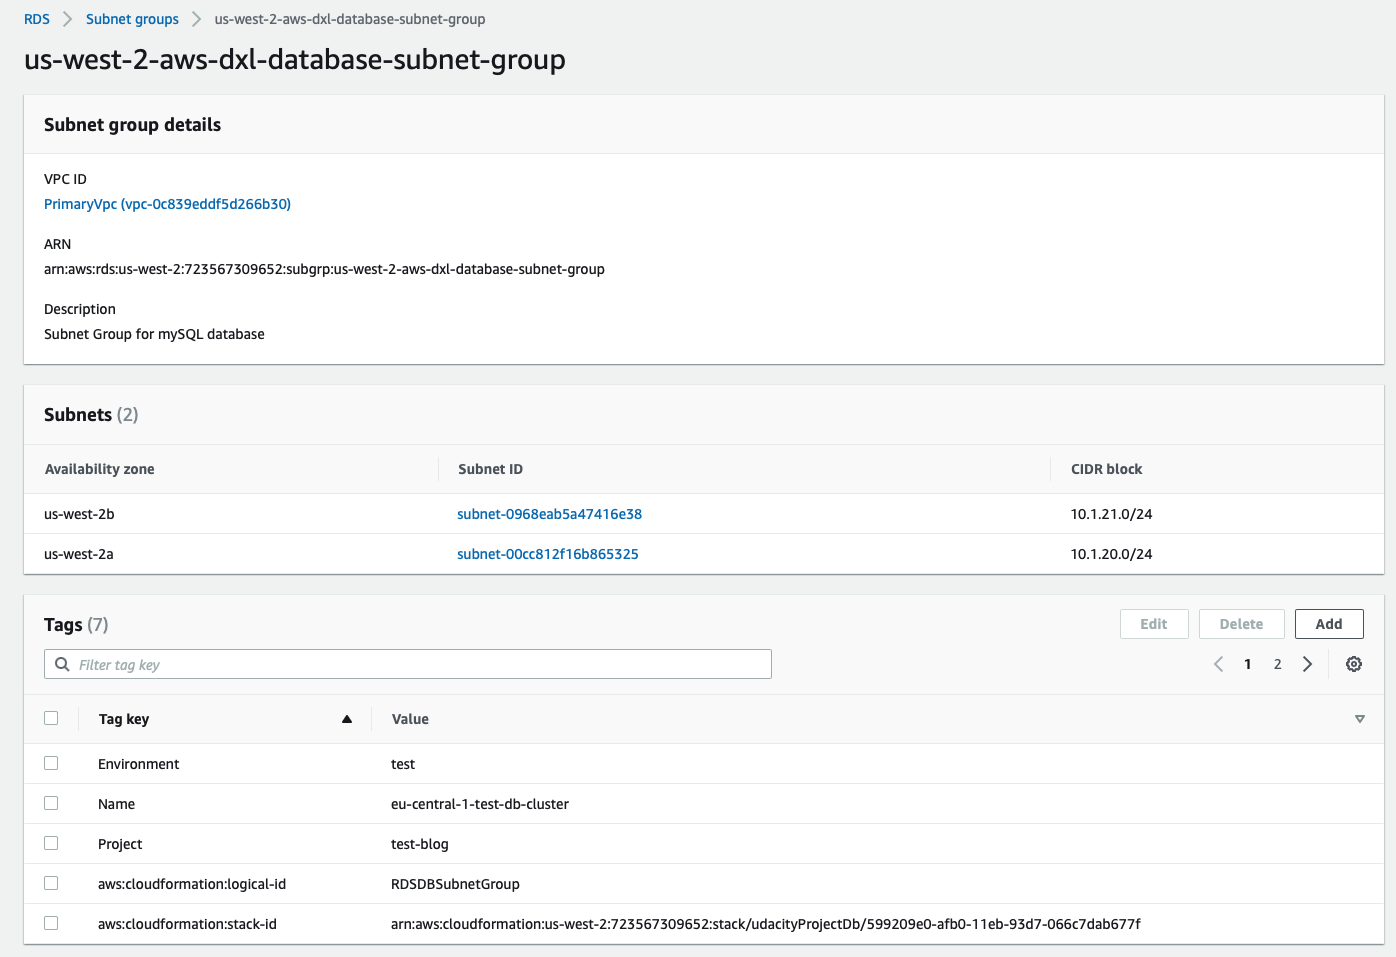 RDS > Subnet groups > us-west-2-aws-dxl-database-subnet-group
us-west-2-aws-dxl-database-subnet-group
Subnet group details
VPC ID
PrimaryVpc (vpc-0c839eddf5d266b30)
ARN
arn:aws:rds:us-west-2:723567309652:subgrp:us-west-2-aws-dxl-database-subnet-group
Description
Subnet Group for mySQL database
Subnets (2)
Availability zone Subnet ID CIDR block
us-west-2b subnet-0968eab5a47416e38 10.1.21.0/24
us-west-2a subnet-00cc812f16b865325 10.1.20.0/24
Tags (7) Edit Delete Add
Filter tag key 1 2
Tag key Value
Environment test
Name eu-central-1-test-db-cluster
Project test-blog
aws:cloudformation:logical-id RDSDBSubnetGroup
aws:cloudformation:stack-id arn:aws:cloudformation:us-west-2:723567309652:stack/udacityProjectDb/599209e0-afb0-11eb-93d7-066c7dab677f